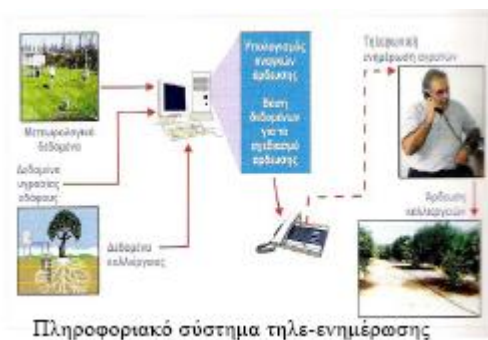 Μετεωρολογικά
δεδομένα
Δεδομένα
υγρασίας
εδάφους
Δεδομένα
καλλιέργειας
Υπολογισμός
αναγκών
άρδευσης
Βάση
δεδομένων
για το
σχεδιασμό
άρδευσης
Τηλεφωνική
ενημέρωση αγροτών
Άρδευση
καλλιεργειών
Πληροφοριακό σύστημα τηλε-ενημέρωσης